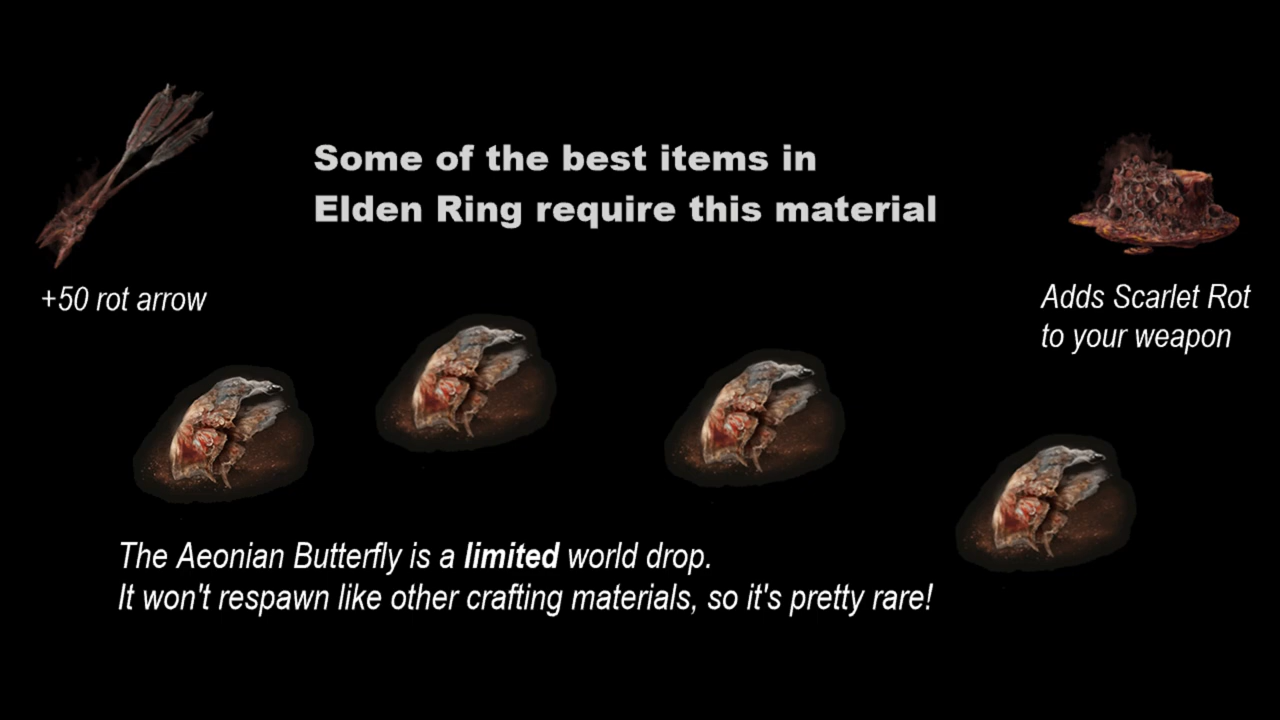 Some of the best items in
Elden Ring require this material
+50 rot arrow
Adds Scarlet Rot
to your weapon
The Aeonian Butterfly is a limited world drop.
It won't respawn like other crafting materials, so it's pretty rare!